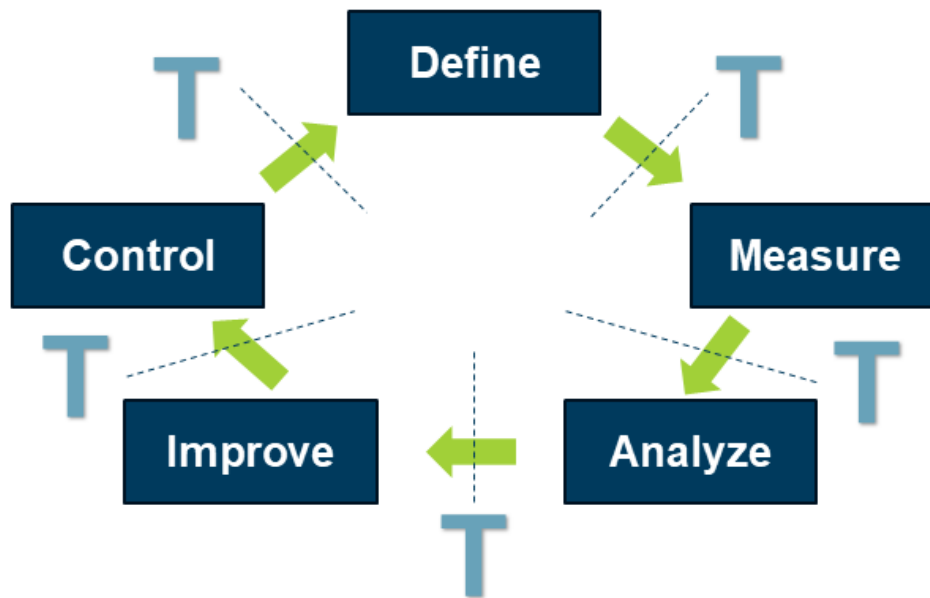 Define
T
T
Control
Measure
T
T
Improve
Analyze
T